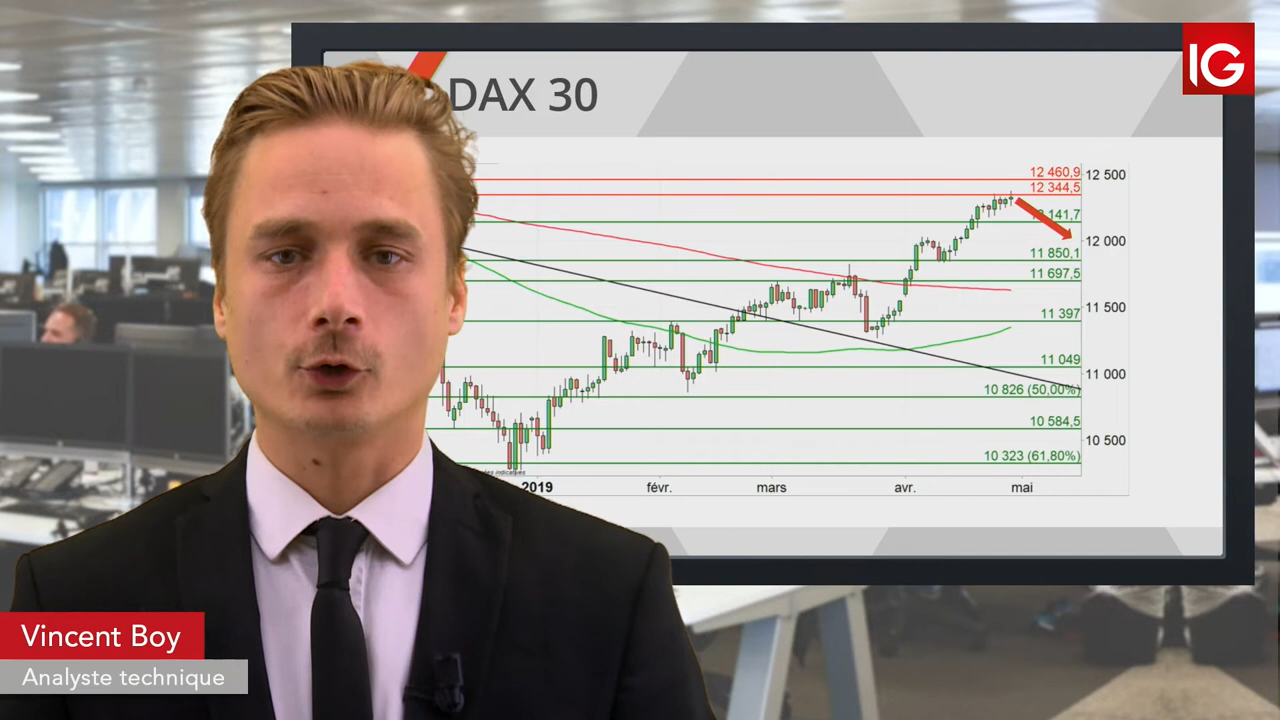 IG
DAX 30
12 460,9
12 500
12 344,5
141,7
12 000
11 850,1
11 697,5
11 500
11 397
11 049
11 000
10 826 (50,00%)
10 584,5
10 500
10 323 (61,80%)
indicatives
2019
févr.
mars
avr.
mai
Vincent Boy
Analyste technique